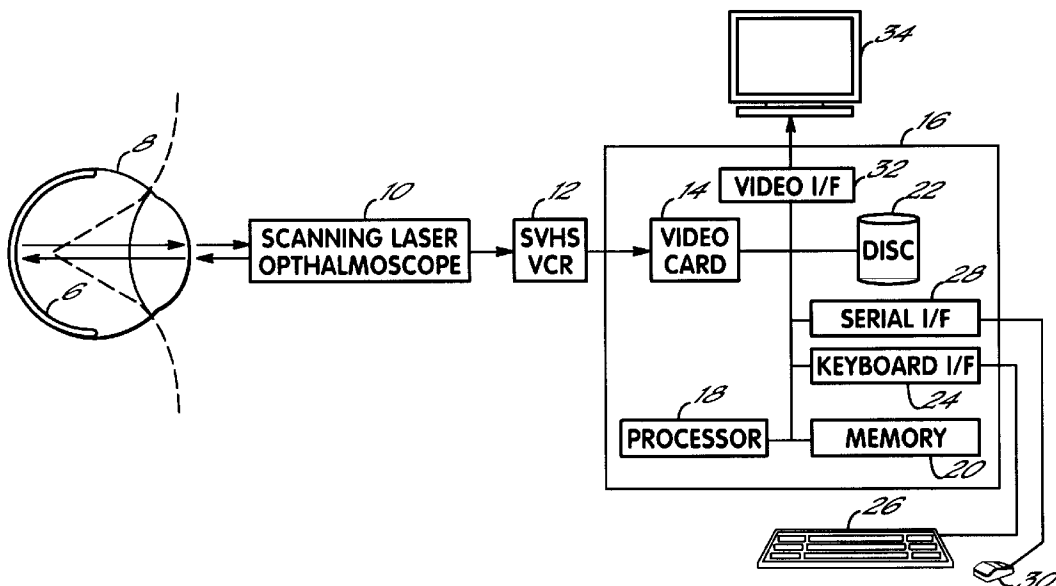 34
16
8
VIDEO I/F
32
10
12
14
22
SCANNING LASER
OPTHALMOSCOPE
SVHS
VCR
VIDEO
CARD
DISC
6
28
SERIAL I/F
KEYBOARD I/F
24
18
PROCESSOR
MEMORY
20
26
30